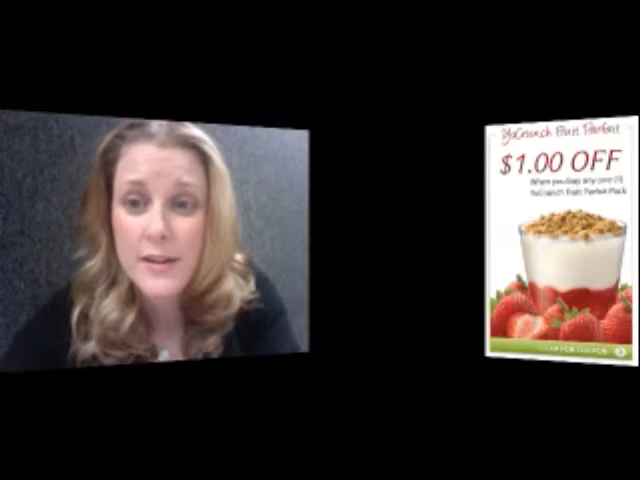 YoCrunch Fruit Parfait
$1.00 OFF
When you buy any one (1)
YoCrunch Fruit Parfait Pack